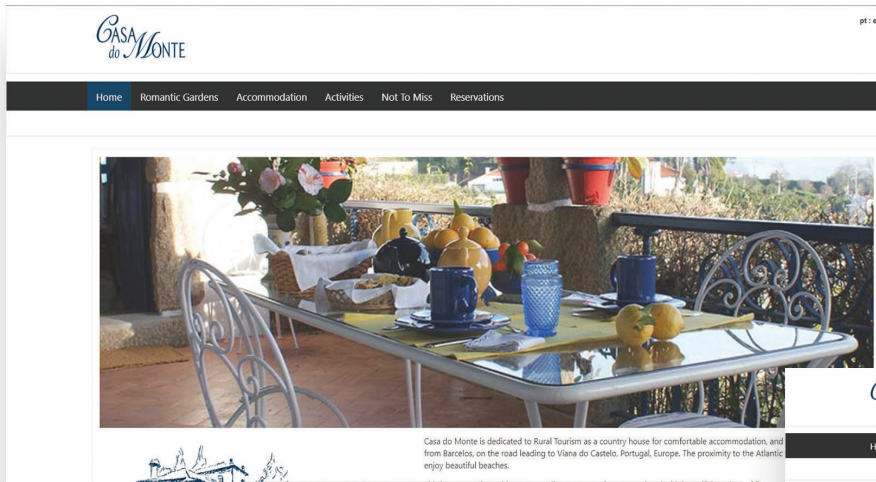 CASA
do MONTE
pt :
Home Romantic Gardens Accommodation Activities Not To Miss Reservations
Casa do Monte is dedicated to Rural Tourism as a country house for comfortable accommodation, and
from Barcelos, on the road leading to Viana do Castelo, Portugal, Europe. The proximity to the Atlantic
enjoy beautiful beaches.